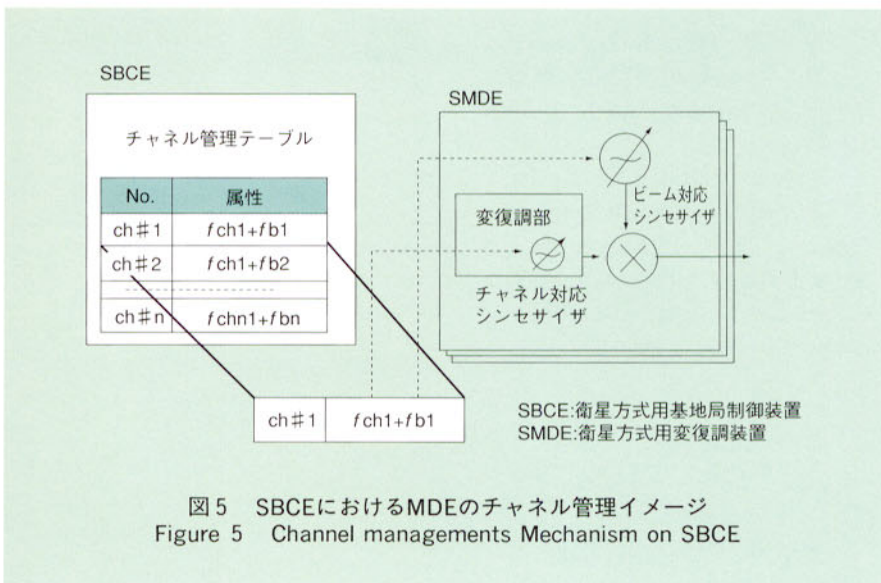 SBCE
チャネル管理テーブル
No. 属性
ch♯1 fch1+fb1
ch♯2 fch1+fb2
ch♯n fchn1+fbn
ch♯1 fch1+fb1
SMDE
変復調部
チャネル対応
シンセサイザ
ビーム対応
シンセサイザ
SBCE:衛星方式用基地局制御装置
SMDE:衛星方式用変復調装置
図5 SBCEにおけるMDEのチャネル管理イメージ
Figure 5 Channel managements Mechanism on SBCE